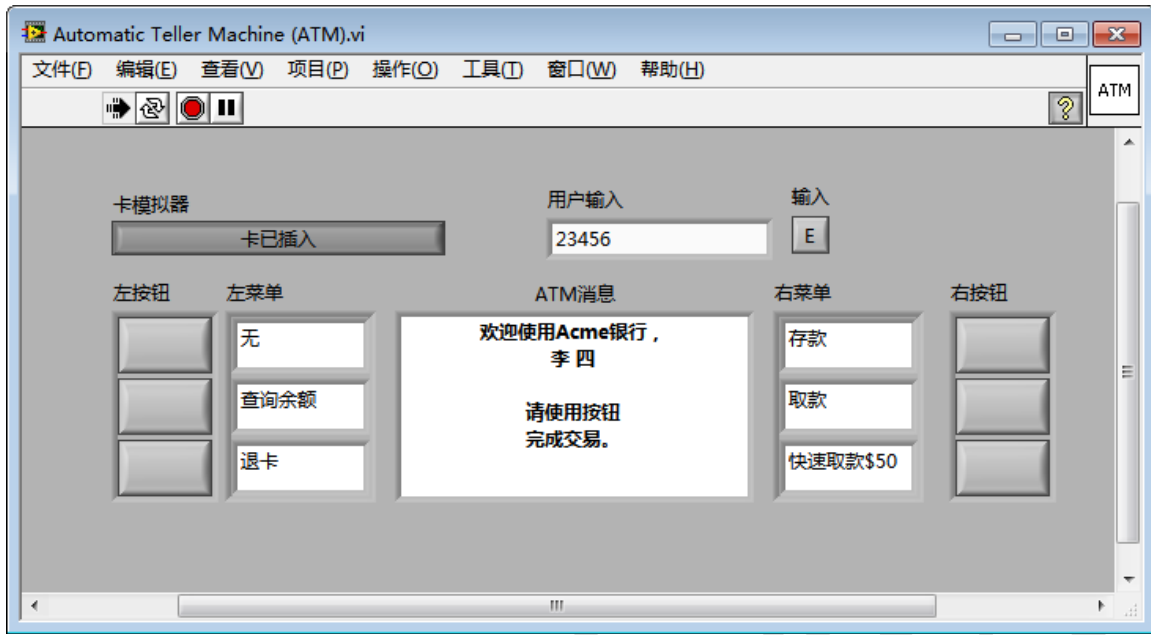 Automatic Teller Machine (ATM).vi
文件(F) 编辑(E) 查看(V) 项目(P) 操作(O) 工具(T) 窗口(W) 帮助(H)
ATM
卡模拟器 用户输入 输入
卡已插入 23456 E
左按钮 左菜单 ATM消息 右菜单 右按钮
无 欢迎使用Acme银行， 存款
李 四
查询余额 请使用按钮 取款
完成交易。
退卡 快速取款$50